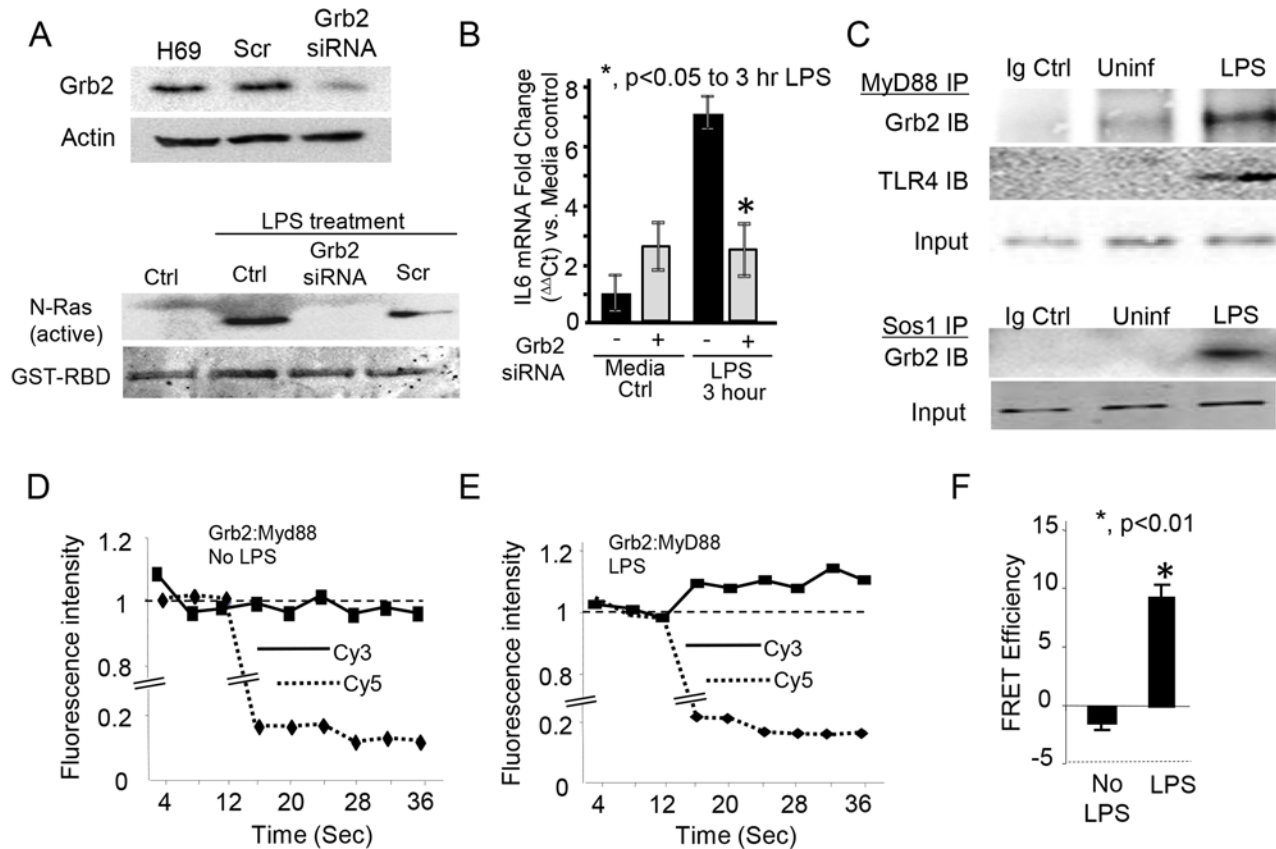 A
H69
Scr
Grb2
siRNA
Grb2
Actin
LPS treatment
Ctrl
Ctrl
Grb2
siRNA
Scr
N-Ras
(active)
GST-RBD
B
*, p<0.05 to 3 hr LPS
IL6 mRNA Fold Change
(ΔΔCt) vs. Media control
8
6
4
2
0
Grb2
siRNA
- + - +
Media
Ctrl
LPS
3 hour
*
C
Ig Ctrl Uninf LPS
MyD88 IP
Grb2 IB
TLR4 IB
Input
Ig Ctrl Uninf LPS
Sos1 IP
Grb2 IB
Input
D
Fluorescence intensity
1.2
1
0.8
0.2
0
Grb2:Myd88
No LPS
Cy3
Cy5
4 12 20 28 36
Time (Sec)
E
Fluorescence intensity
1.2
1
0.8
0.2
0
Grb2:MyD88
LPS
Cy3
Cy5
4 12 20 28 36
Time (Sec)
F
FRET Efficiency
15
10
5
0
-5
*, p<0.01
*
No
LPS
LPS